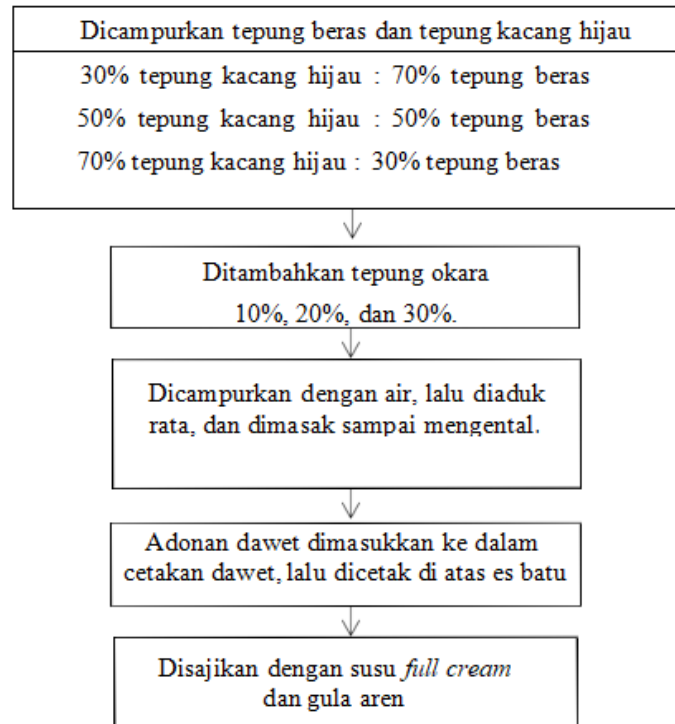 Dicampurkan tepung beras dan tepung kacang hijau
30% tepung kacang hijau : 70% tepung beras
50% tepung kacang hijau : 50% tepung beras
70% tepung kacang hijau : 30% tepung beras
Ditambahkan tepung okara
10%, 20%, dan 30%.
Dicampurkan dengan air, lalu diaduk
rata, dan dimasak sampai mengental.
Adonan dawet dimasukkan ke dalam
cetakan dawet, lalu dicetak di atas es batu
Disajikan dengan susu full cream
dan gula aren